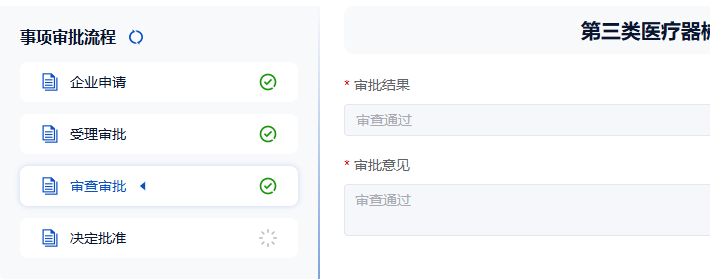 事项审批流程
企业申请
受理审批
审查审批
决定批准
第三类医疗器
* 审批结果
审查通过
* 审批意见
审查通过